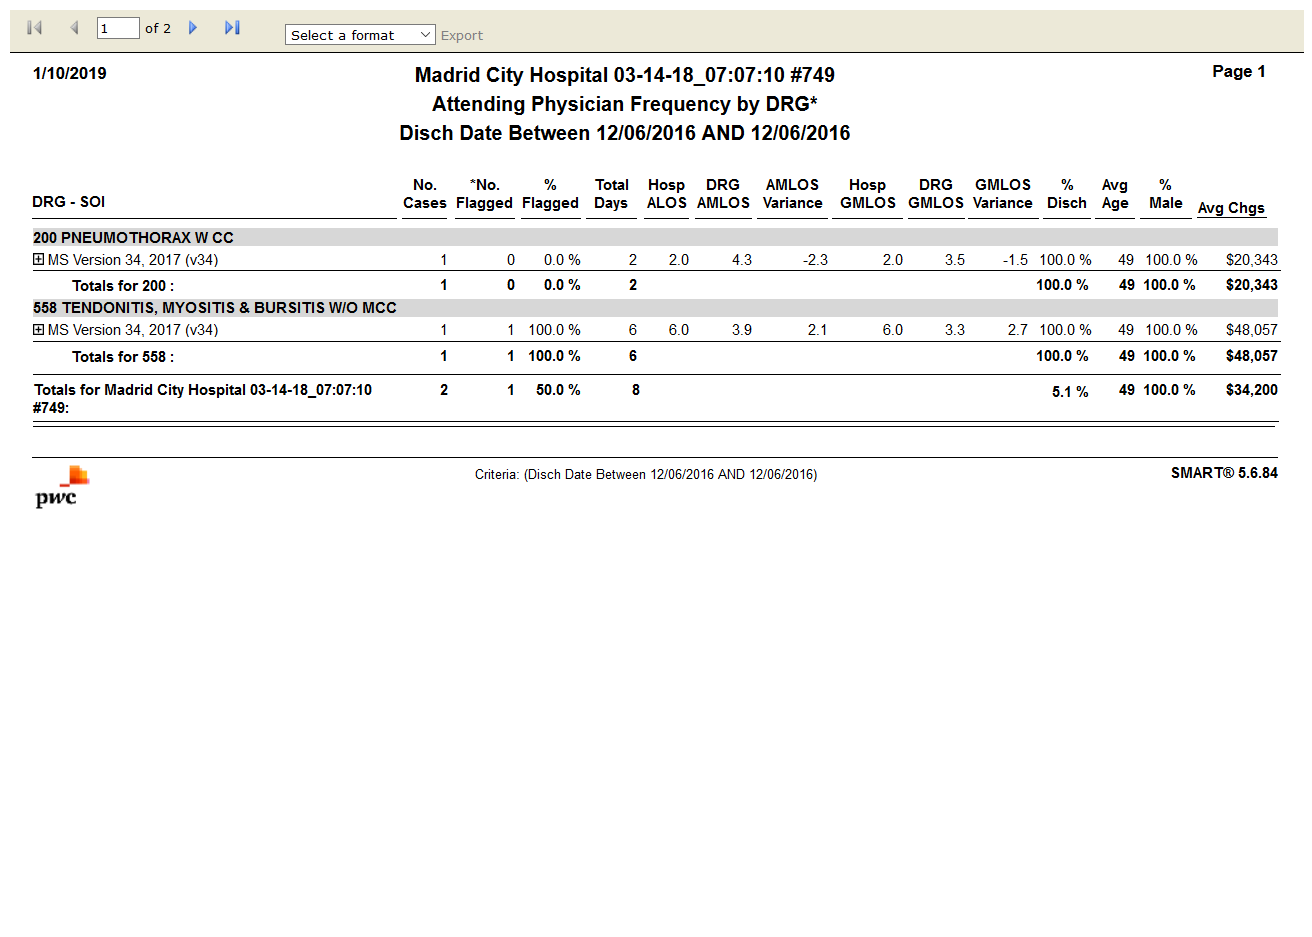 1 of 2 Select a format Export
1/10/2019 Madrid City Hospital 03-14-18_07:07:10 #749 Page 1
Attending Physician Frequency by DRG*
Disch Date Between 12/06/2016 AND 12/06/2016
No. *No. % Total Hosp DRG AMLOS Hosp DRG GMLOS % Avg %
DRG - SOI Cases Flagged Flagged Days ALOS AMLOS Variance GMLOS GMLOS Variance Disch Age Male Avg Chgs
200 PNEUMOTHORAX W CC
MS Version 34, 2017 (v34) 1 0 0.0 % 2 2.0 4.3 -2.3 2.0 3.5 -1.5 100.0 % 49 100.0 % $20,343
Totals for 200 : 1 0 0.0 % 2 100.0 % 49 100.0 % $20,343
558 TENDONITIS, MYOSITIS & BURSITIS W/O MCC
MS Version 34, 2017 (v34) 1 1 100.0 % 6 6.0 3.9 2.1 6.0 3.3 2.7 100.0 % 49 100.0 % $48,057
Totals for 558 : 1 1 100.0 % 6 100.0 % 49 100.0 % $48,057
Totals for Madrid City Hospital 03-14-18_07:07:10 2 1 50.0 % 8 5.1 % 49 100.0 % $34,200
#749:
Criteria: (Disch Date Between 12/06/2016 AND 12/06/2016) SMART® 5.6.84
pwc